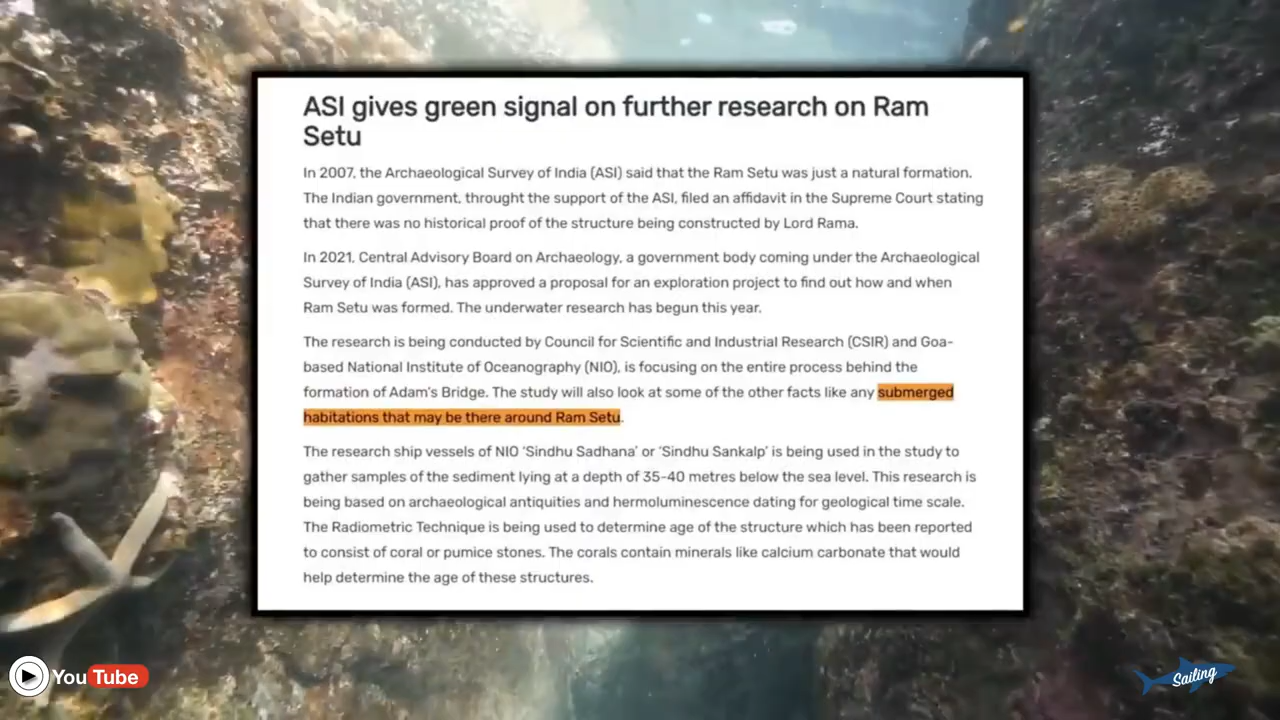 ASI gives green signal on further research on Ram
Setu
In 2007, the Archaeological Survey of India (ASI) said that the Ram Setu was just a natural formation.
The Indian government, throught the support of the ASI, filed an affidavit in the Supreme Court stating
that there was no historical proof of the structure being constructed by Lord Rama.
In 2021, Central Advisory Board on Archaeology, a government body coming under the Archaeological
Survey of India (ASI), has approved a proposal for an exploration project to find out how and when
Ram Setu was formed. The underwater research has begun this year.
The research is being conducted by Council for Scientific and Industrial Research (CSIR) and Goa-
based National Institute of Oceanography (NIO), is focusing on the entire process behind the
formation of Adam's Bridge. The study will also look at some of the other facts like any submerged
habitations that may be there around Ram Setu.
The research ship vessels of NIO 'Sindhu Sadhana' or 'Sindhu Sankalp' is being used in the study to
gather samples of the sediment lying at a depth of 35-40 metres below the sea level. This research is
being based on archaeological antiquities and hermoluminescence dating for geological time scale.
The Radiometric Technique is being used to determine age of the structure which has been reported
to consist of coral or pumice stones. The corals contain minerals like calcium carbonate that would
help determine the age of these structures.
YouTube
Sailing